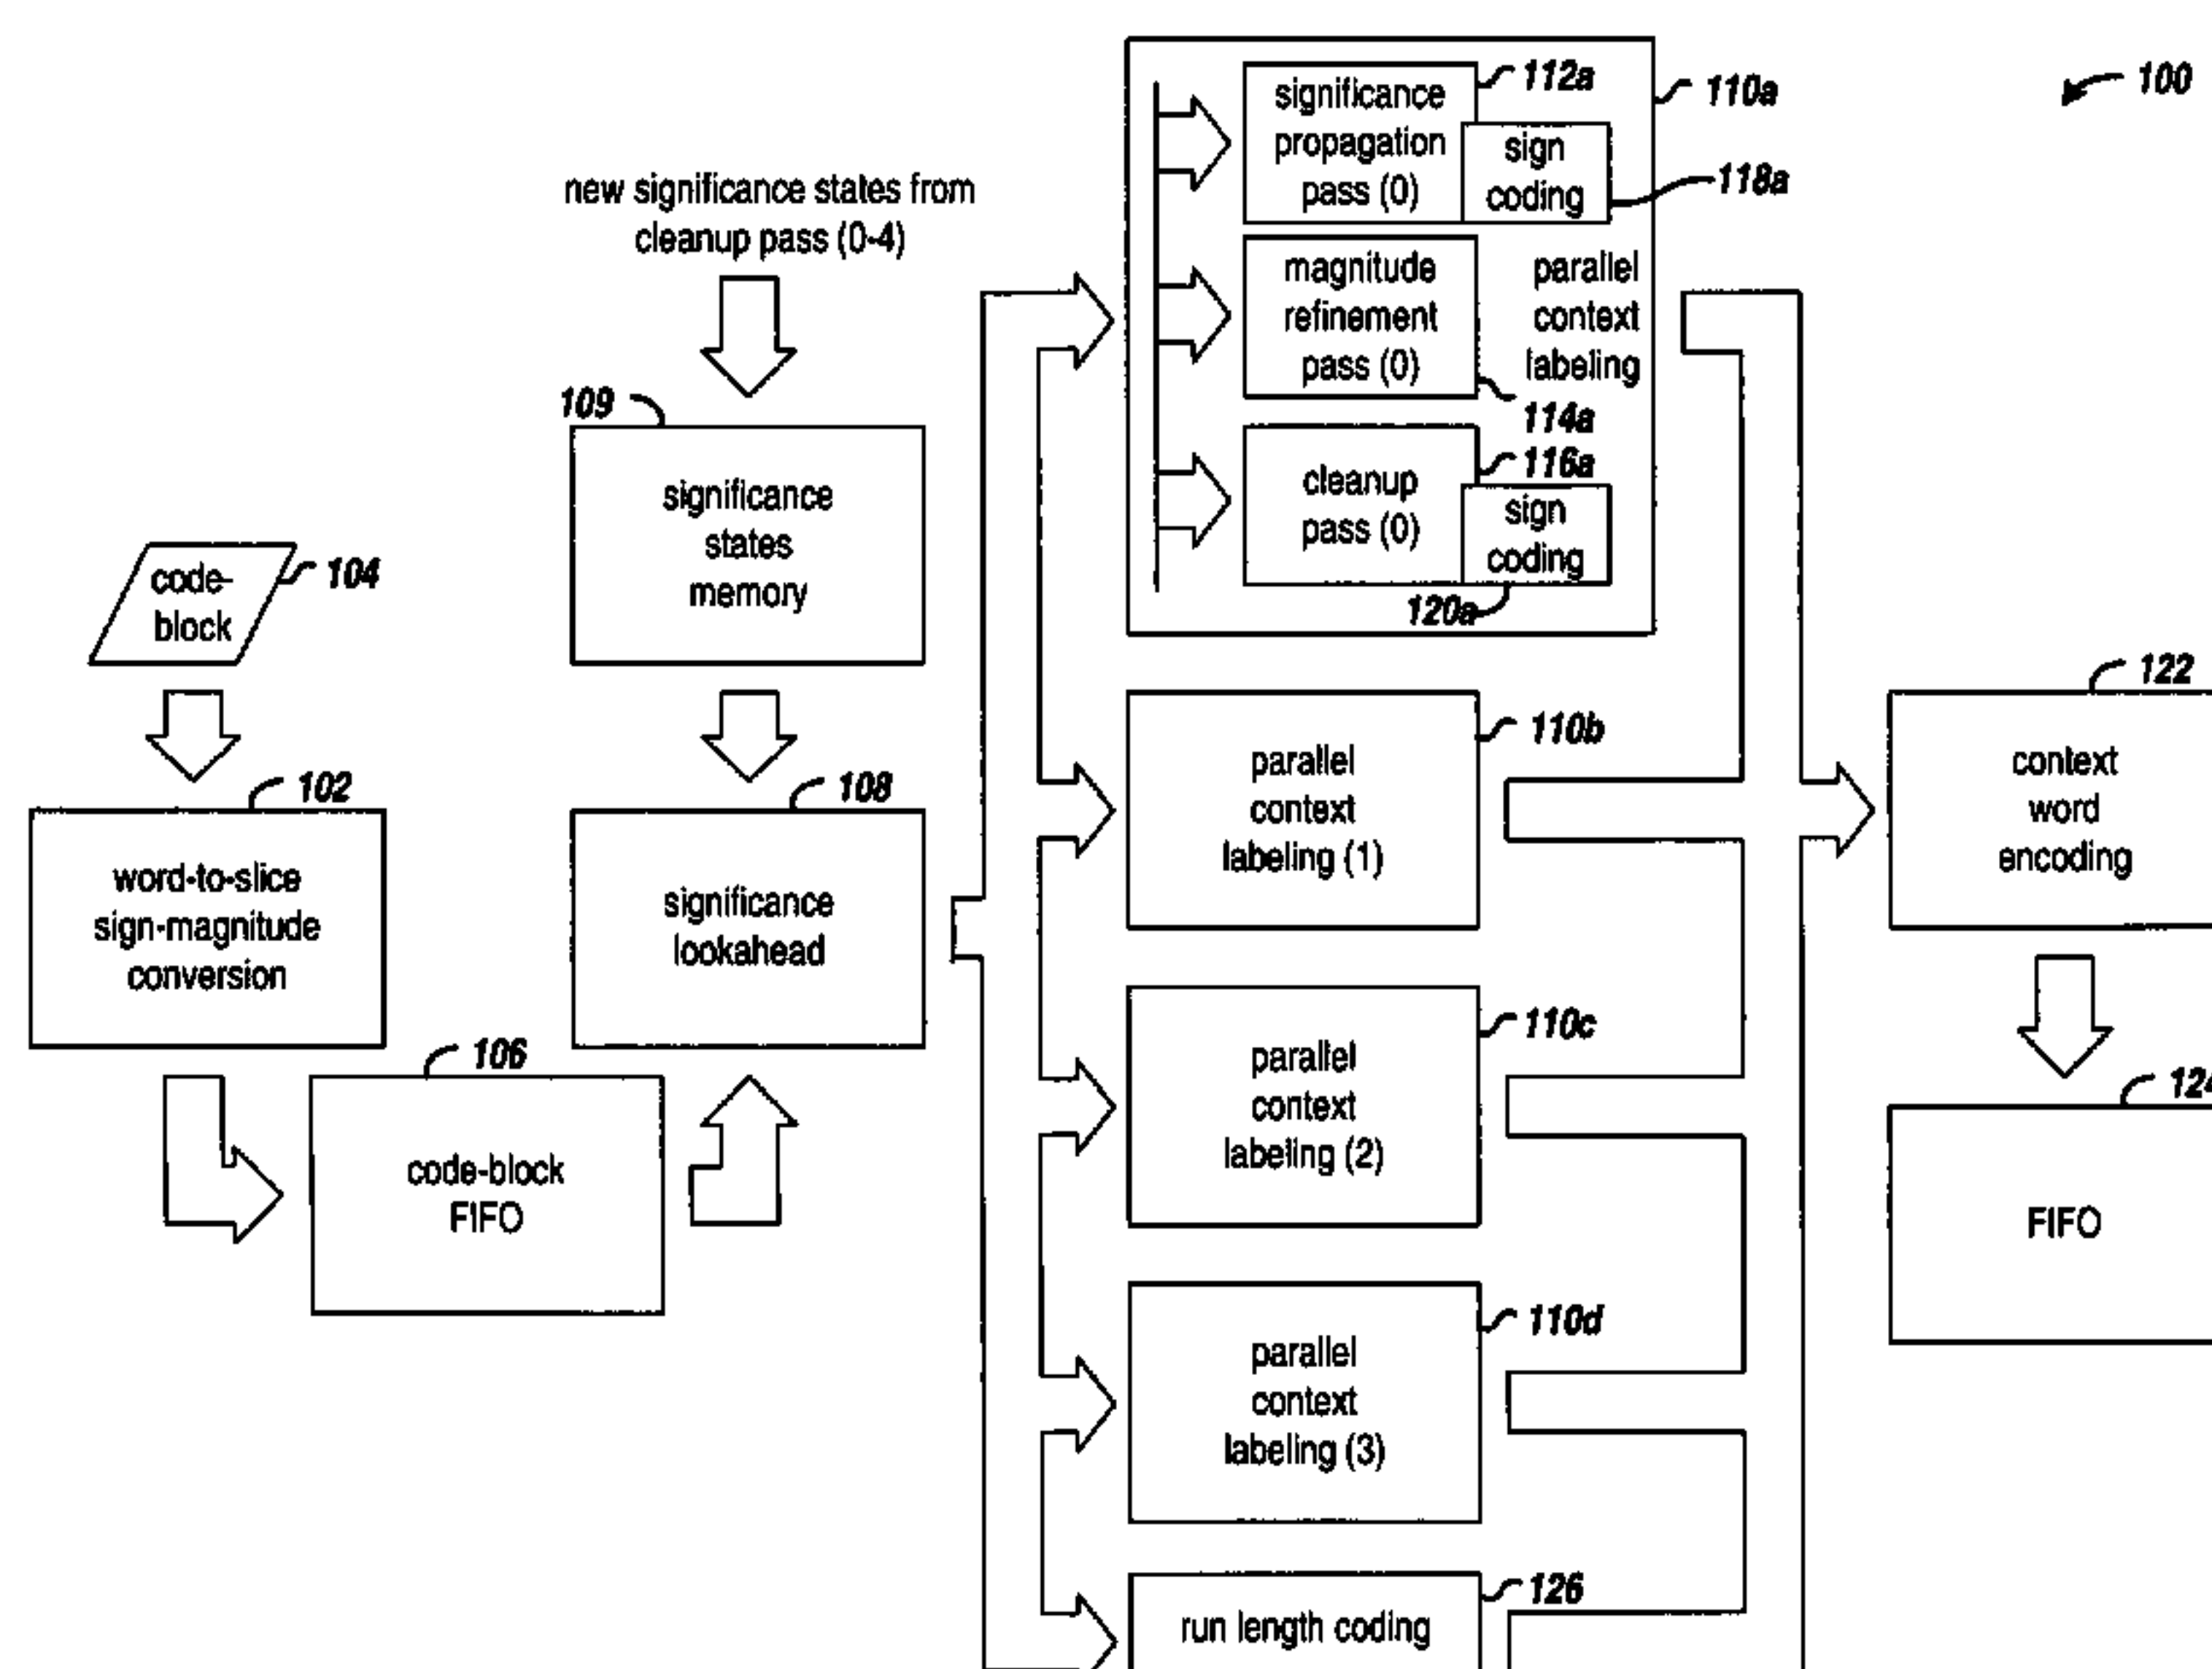 100
new significance states from
cleanup pass (0-4)
109
significance
states
memory
code-
block
104
102
word-to-slice
sign-magnitude
conversion
106
code-block
FIFO
108
significance
lookahead
110a
112a
significance
propagation
pass (0)
sign
coding
118a
magnitude
refinement
pass (0)
114a
parallel
context
labeling
116a
cleanup
pass (0)
sign
coding
120a
110b
parallel
context
labeling (1)
110c
parallel
context
labeling (2)
110d
parallel
context
labeling (3)
126
run length coding
122
context
word
encoding
FIFO